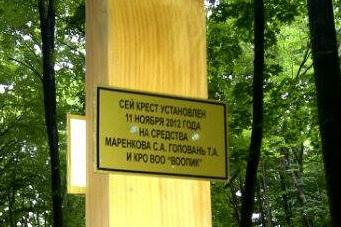 СЕЙ КРЕСТ УСТАНОВЛЕН
11 НОЯБРЯ 2012 ГОДА
НА СРЕДСТВА
МАРЕНКОВА С.А. ГОЛОВАНЬ Т.А.
И КРО ВОО "ВООПИК"